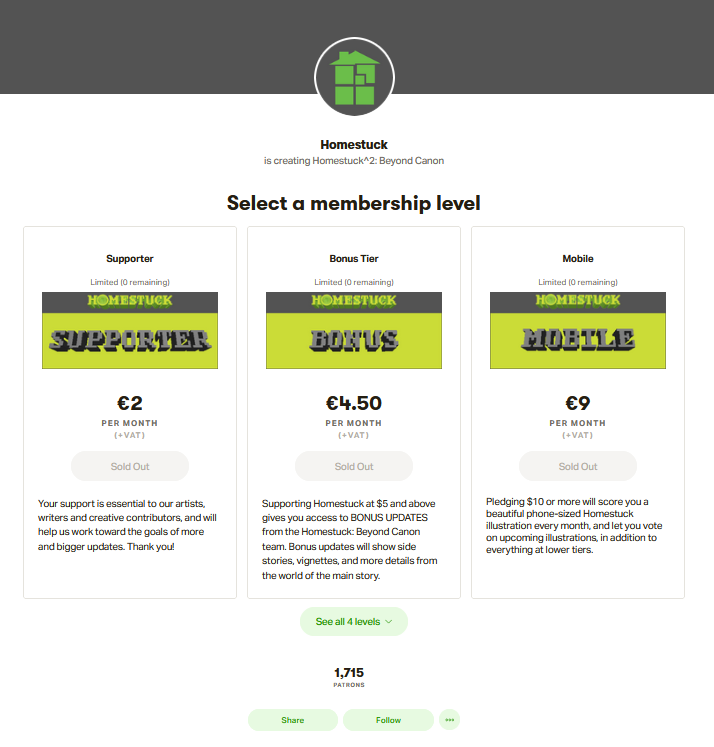 Homestuck
is creating Homestuck^2: Beyond Canon
Select a membership level
Supporter
Limited (0 remaining)
HOMESTUCK
SUPPORTER
€2
PER MONTH
(+VAT)
Sold Out
Your support is essential to our artists,
writers and creative contributors, and will
help us work toward the goals of more
and bigger updates. Thank you!
Bonus Tier
Limited (0 remaining)
HOMESTUCK
BONUS
€4.50
PER MONTH
(+VAT)
Sold Out
Supporting Homestuck at $5 and above
gives you access to BONUS UPDATES
from the Homestuck: Beyond Canon
team. Bonus updates will show side
stories, vignettes, and more details from
the world of the main story.
Mobile
Limited (0 remaining)
HOMESTUCK
MOBILE
€9
PER MONTH
(+VAT)
Sold Out
Pledging $10 or more will score you a
beautiful phone-sized Homestuck
illustration every month, and let you vote
on upcoming illustrations, in addition to
everything at lower tiers.
See all 4 levels
1,715
PATRONS
Share
Follow